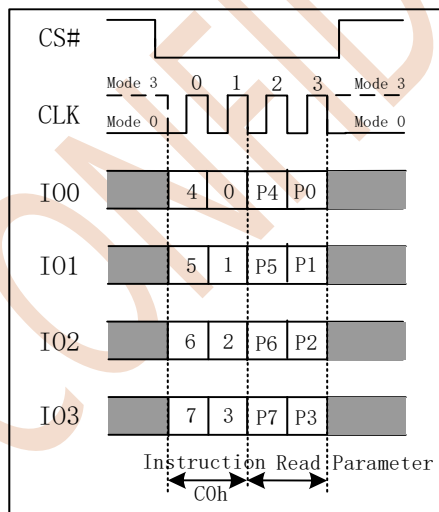 CS#
Mode 3 0 1 2 3 Mode 3
CLK
Mode 0 Mode 0
IO0 4 0 P4 P0
IO1 5 1 P5 P1
IO2 6 2 P6 P2
IO3 7 3 P7 P3
Instruction Read Parameter
C0h